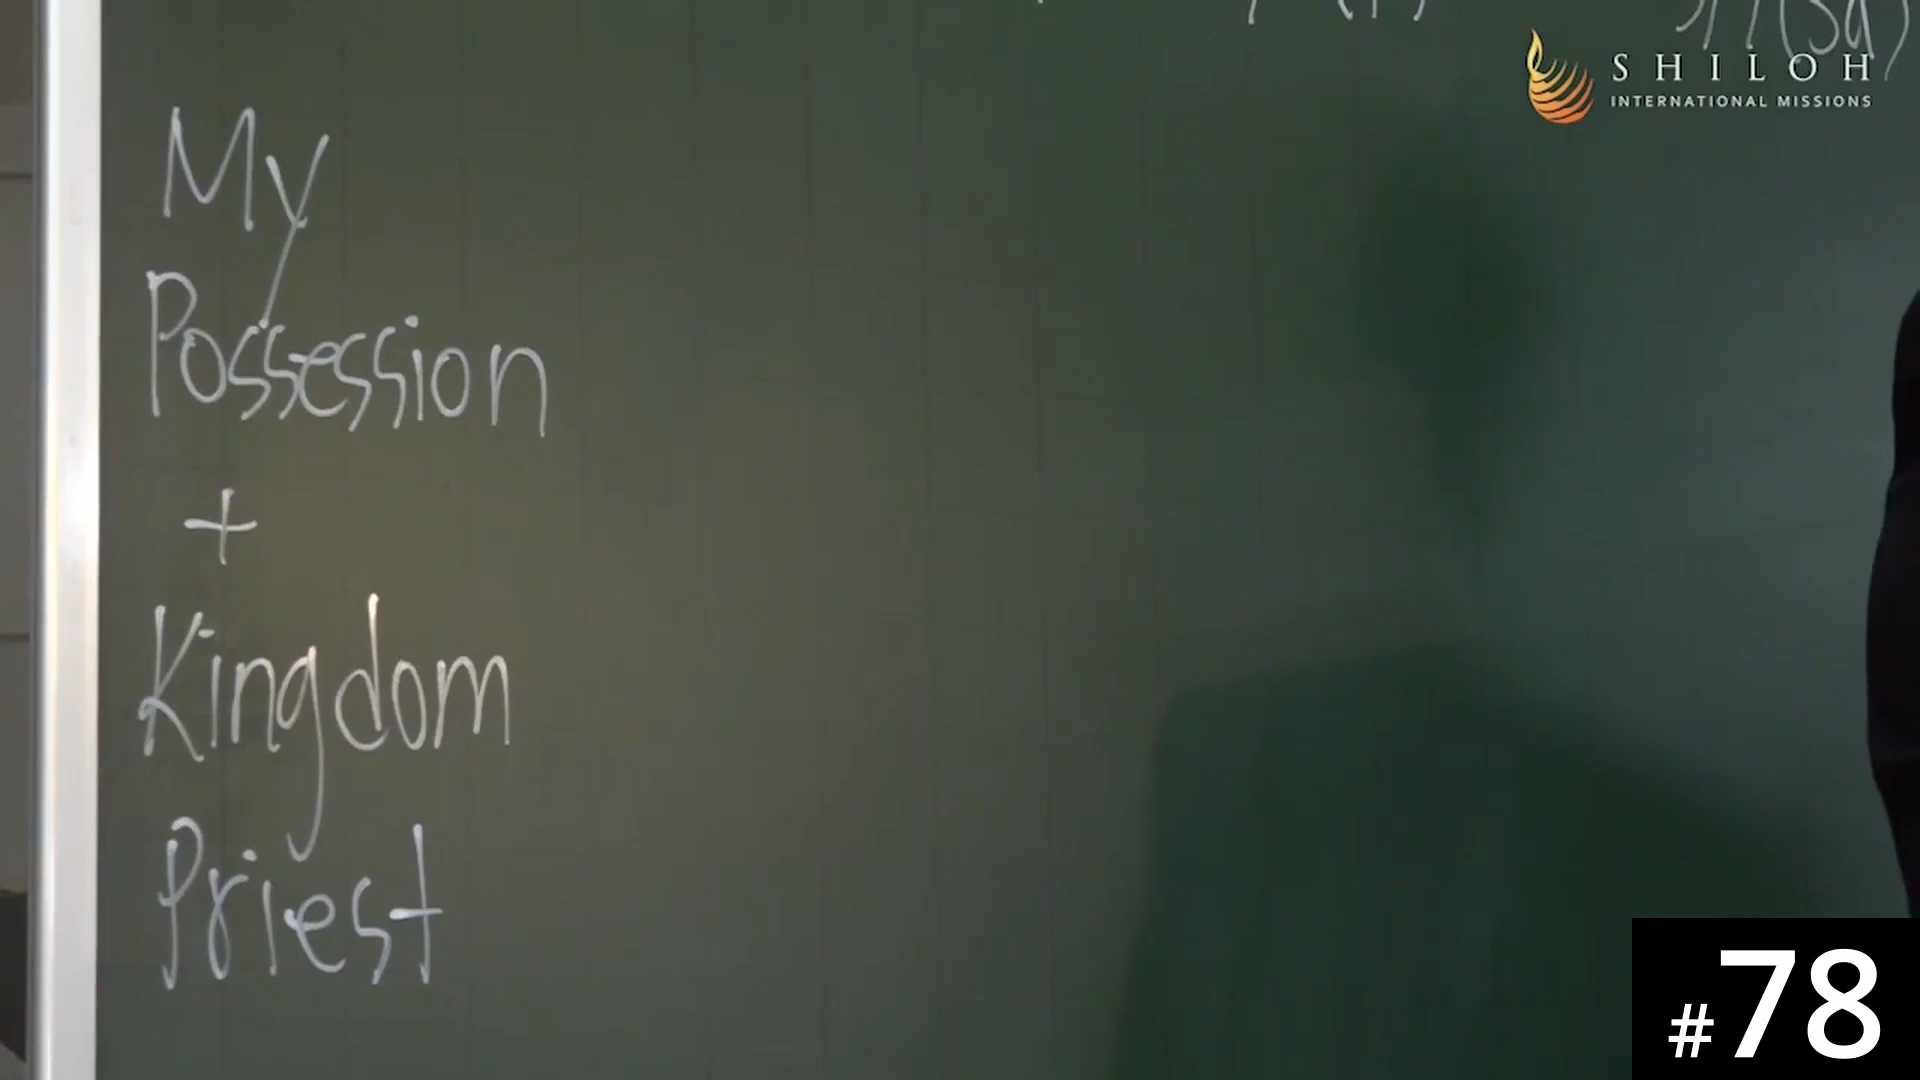 SHILOH
INTERNATIONAL MISSIONS
My
Possession
+
Kingdom
Priest
#78